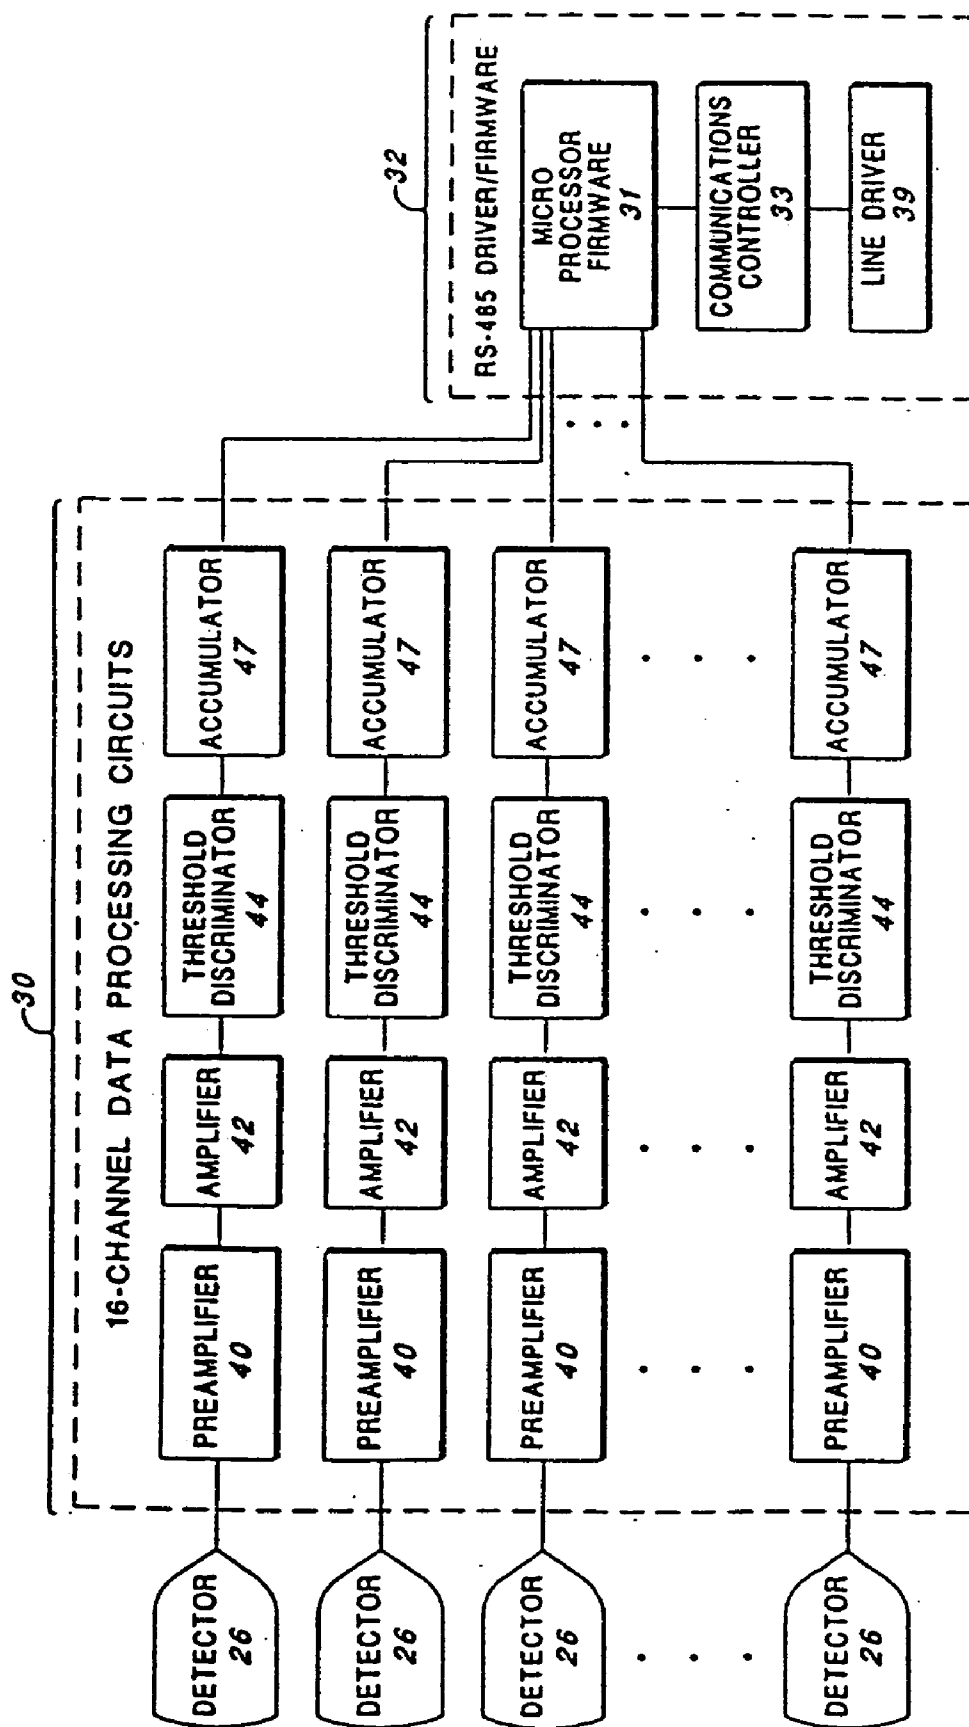 30
16-CHANNEL DATA PROCESSING CIRCUITS
32
RS-485 DRIVER/FIRMWARE
DETECTOR
26
PREAMPLIFIER
40
AMPLIFIER
42
THRESHOLD
DISCRIMINATOR
44
ACCUMULATOR
47
DETECTOR
26
PREAMPLIFIER
40
AMPLIFIER
42
THRESHOLD
DISCRIMINATOR
44
ACCUMULATOR
47
DETECTOR
26
PREAMPLIFIER
40
AMPLIFIER
42
THRESHOLD
DISCRIMINATOR
44
ACCUMULATOR
47
DETECTOR
26
PREAMPLIFIER
40
AMPLIFIER
42
THRESHOLD
DISCRIMINATOR
44
ACCUMULATOR
47
MICRO
PROCESSOR
FIRMWARE
31
COMMUNICATIONS
CONTROLLER
33
LINE DRIVER
39